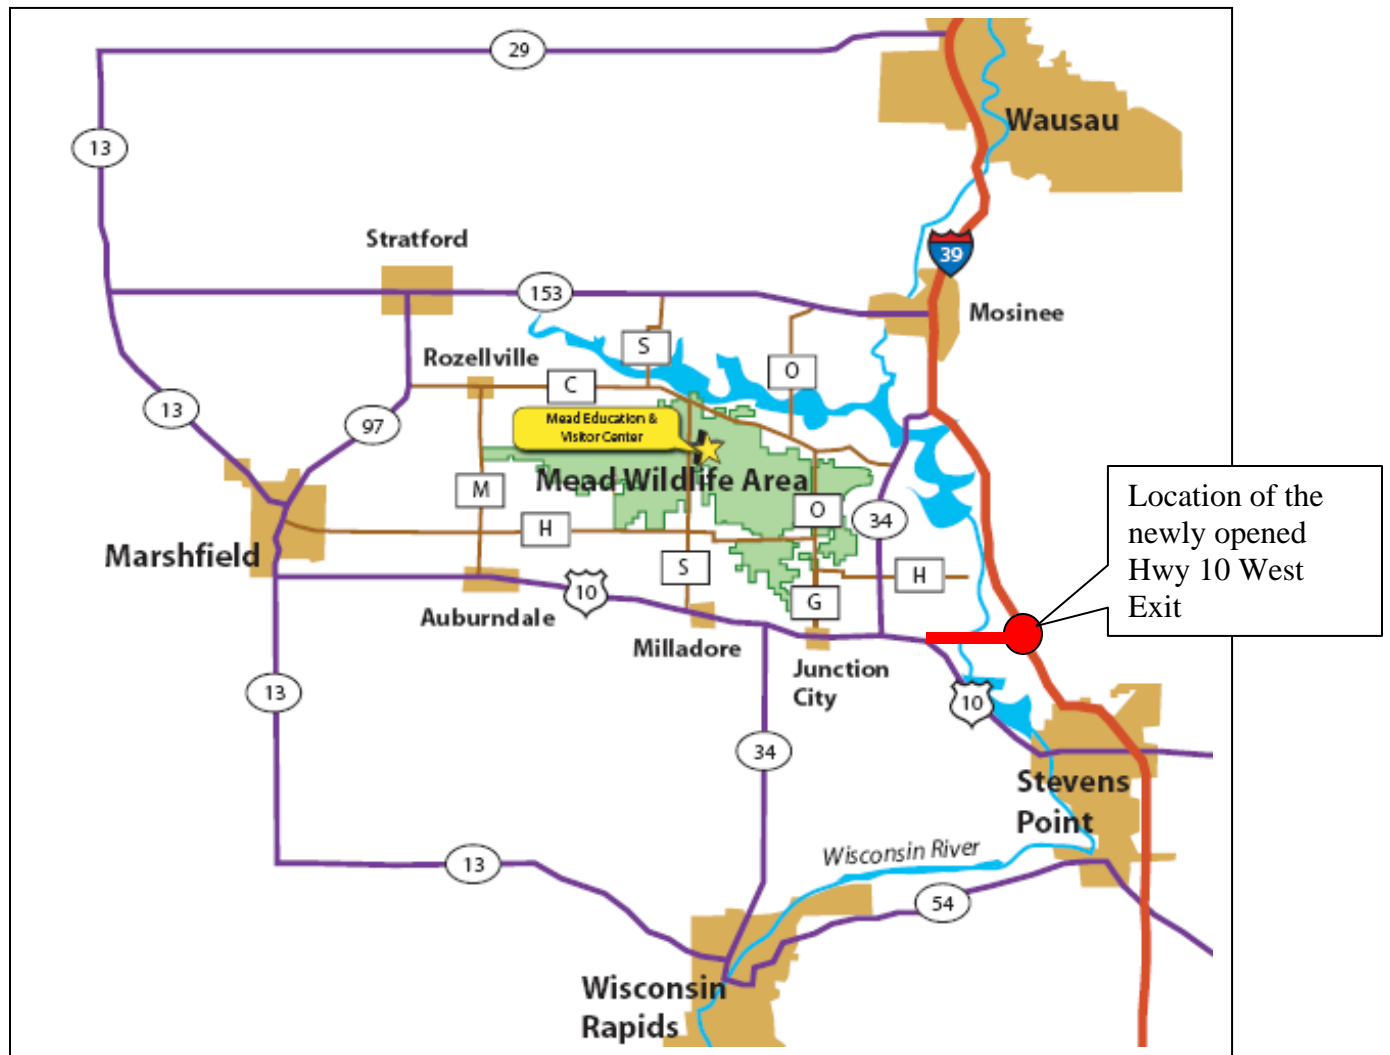 29
Wausau
13
Stratford
39
153
Mosinee
S
Rozellville
O
C
13
97
Mead Education &
Visitor Center
Mead Wildlife Area
M
O
34
H
Location of the
newly opened
Hwy 10 West
Exit
Marshfield
S
H
10
G
Auburndale
Milladore
Junction
City
13
10
34
Stevens
Point
Wisconsin River
13
54
Wisconsin
Rapids